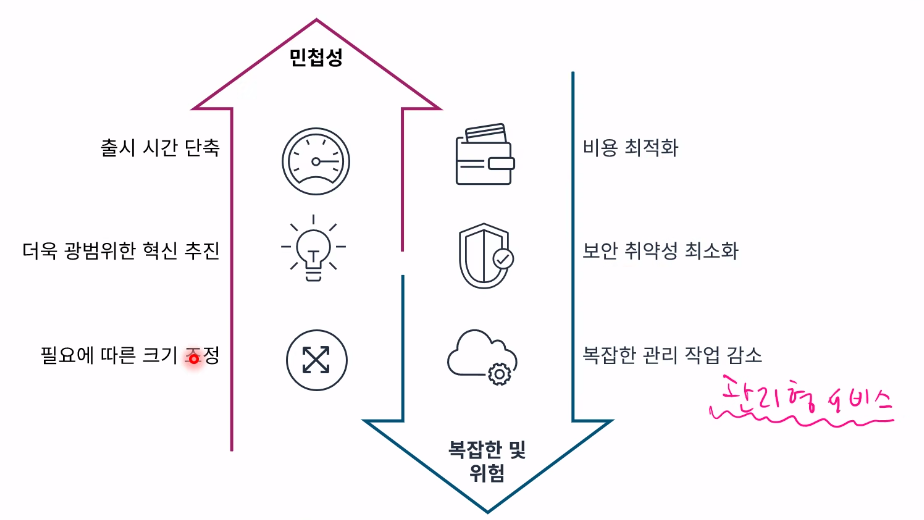 민첩성
출시 시간 단축
더욱 광범위한 혁신 추진
필요에 따른 크기 조정
비용 최적화
보안 취약성 최소화
복잡한 관리 작업 감소
관리형 서비스
복잡한 및
위험